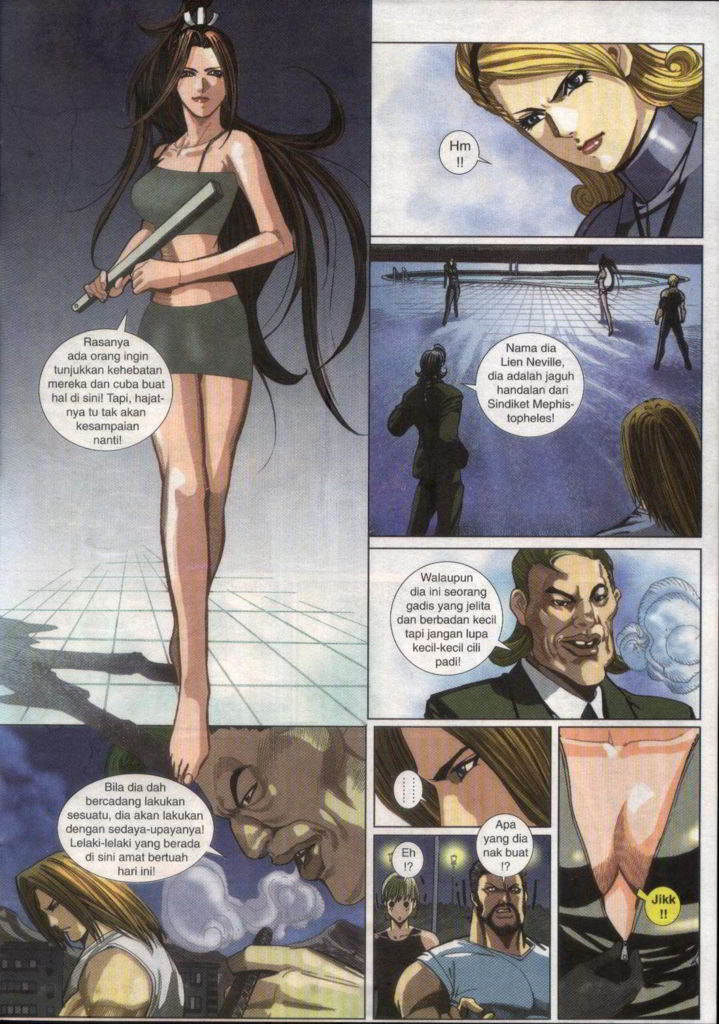 Rasanya
ada orang ingin
tunjukkan kehebatan
mereka dan cuba buat
hal di sini! Tapi, hajat-
nya tu tak akan
kesampaian
nanti!
Hm
!!
Nama dia
Lien Neville,
dia adalah jaguh
handalan dari
Sindiket Mephis-
topheles!
Walaupun
dia ini seorang
gadis yang jelita
dan berbadan kecil
tapi jangan lupa
kecil-kecil cili
padi!
Bila dia dah
bercadang lakukan
sesuatu, dia akan lakukan
dengan sedaya-upayanya!
Lelaki-lelaki yang berada
di sini amat bertuah
hari ini!
Eh
!?
Apa
yang dia
nak buat
!?
Jikk
!!